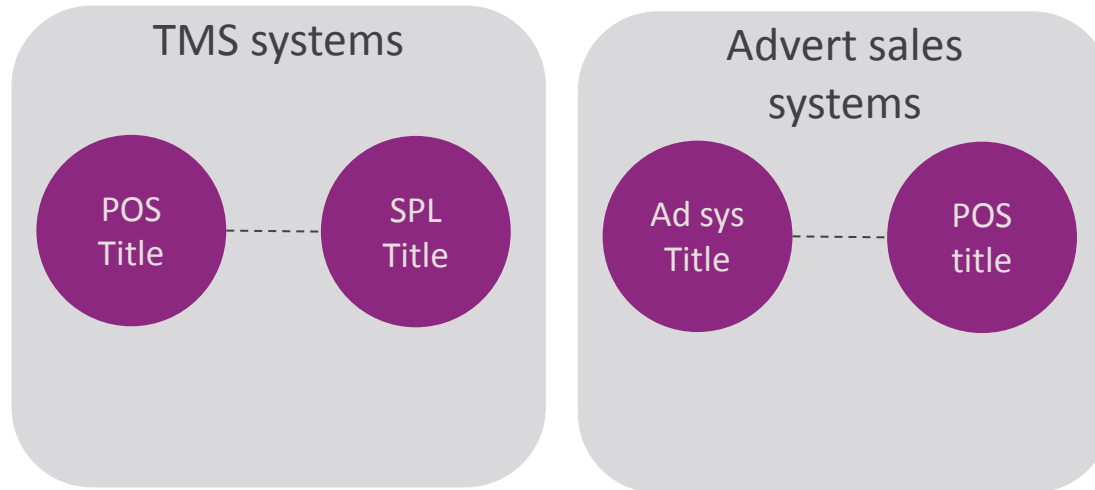 TMS systems
POS
Title
SPL
Title
Advert sales
systems
Ad sys
Title
POS
title